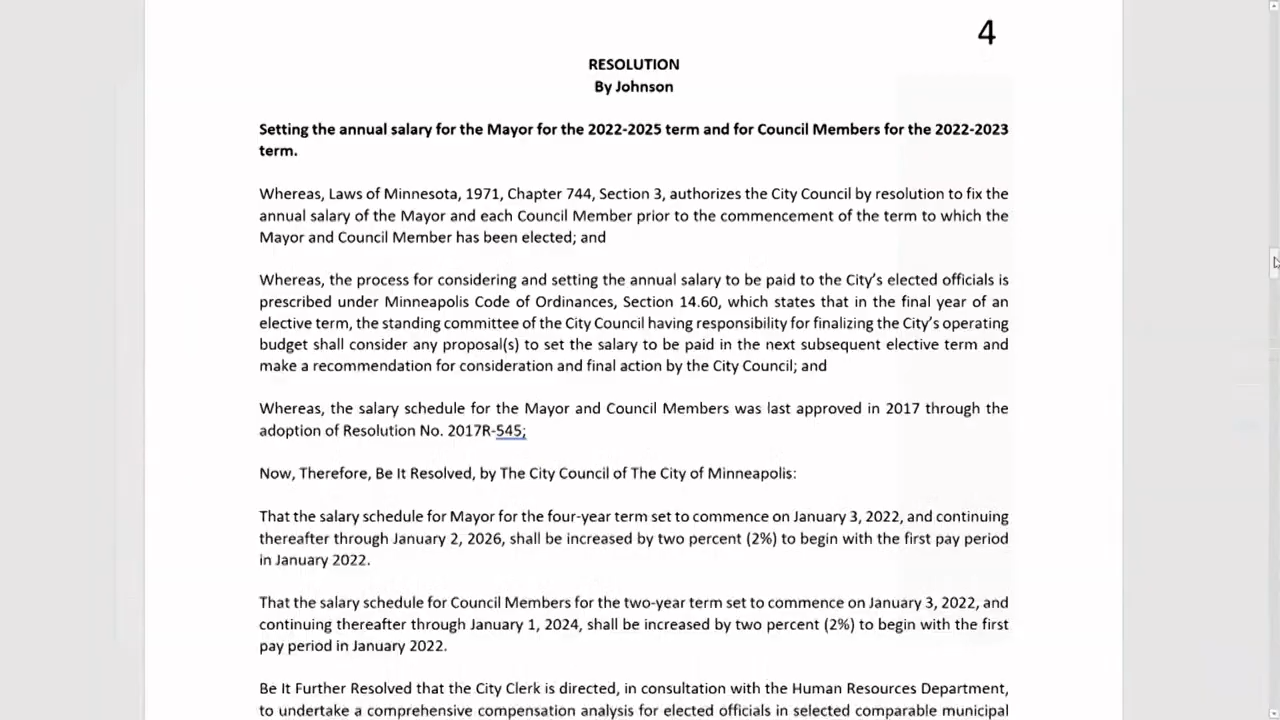 4
RESOLUTION
By Johnson
Setting the annual salary for the Mayor for the 2022-2025 term and for Council Members for the 2022-2023
term.
Whereas, Laws of Minnesota, 1971, Chapter 744, Section 3, authorizes the City Council by resolution to fix the
annual salary of the Mayor and each Council Member prior to the commencement of the term to which the
Mayor and Council Member has been elected; and
Whereas, the process for considering and setting the annual salary to be paid to the City's elected officials is
prescribed under Minneapolis Code of Ordinances, Section 14.60, which states that in the final year of an
elective term, the standing committee of the City Council having responsibility for finalizing the City's operating
budget shall consider any proposal(s) to set the salary to be paid in the next subsequent elective term and
make a recommendation for consideration and final action by the City Council; and
Whereas, the salary schedule for the Mayor and Council Members was last approved in 2017 through the
adoption of Resolution No. 2017R-545;
Now, Therefore, Be It Resolved, by The City Council of The City of Minneapolis:
That the salary schedule for Mayor for the four-year term set to commence on January 3, 2022, and continuing
thereafter through January 2, 2026, shall be increased by two percent (2%) to begin with the first pay period
in January 2022.
That the salary schedule for Council Members for the two-year term set to commence on January 3, 2022, and
continuing thereafter through January 1, 2024, shall be increased by two percent (2%) to begin with the first
pay period in January 2022.
Be It Further Resolved that the City Clerk is directed, in consultation with the Human Resources Department,
to undertake a comprehensive compensation analysis for elected officials in selected comparable municipal